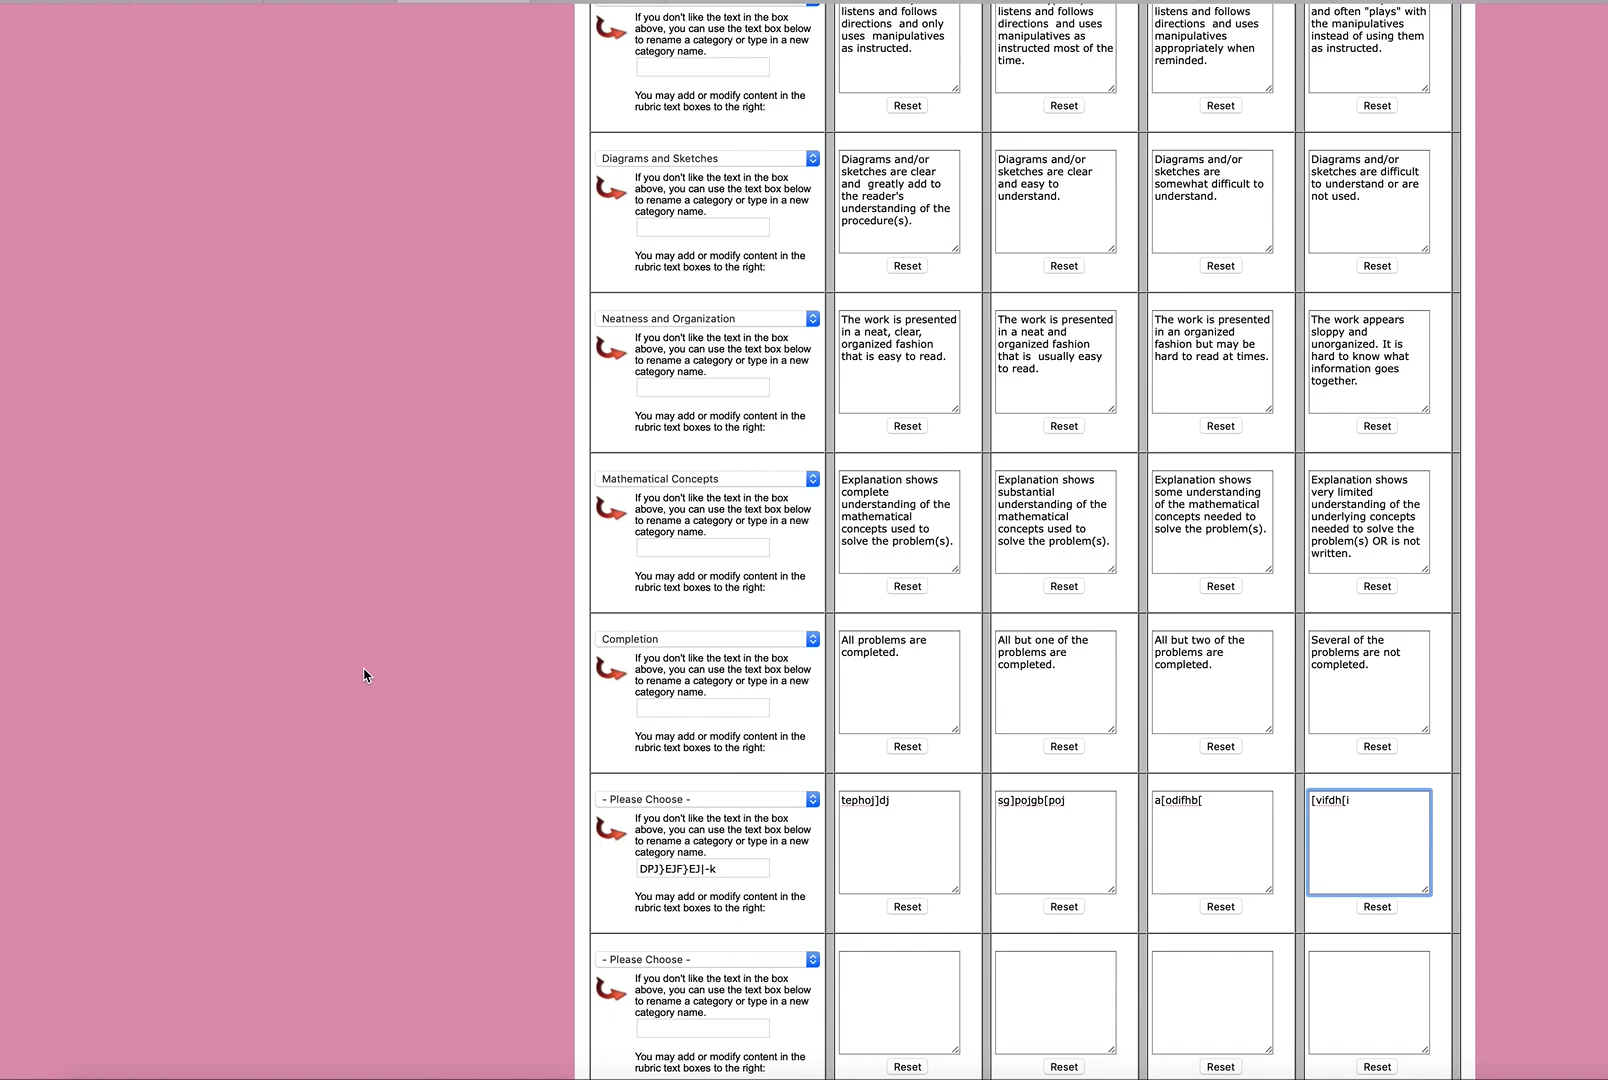 If you don't like the text in the box
above, you can use the text box below
to rename a category or type in a new
category name.
You may add or modify content in the
rubric text boxes to the right:
listens and follows
directions  and only
uses  manipulatives
as instructed.
Reset
listens and follows
directions  and uses
manipulatives as
instructed most of the
time.
Reset
listens and follows
directions  and uses
manipulatives
appropriately when
reminded.
Reset
and often "plays" with
the manipulatives
instead of using them
as instructed.
Reset
Diagrams and Sketches
If you don't like the text in the box
above, you can use the text box below
to rename a category or type in a new
category name.
You may add or modify content in the
rubric text boxes to the right:
Diagrams and/or
sketches are clear
and  greatly add to
the reader's
understanding of the
procedure(s).
Reset
Diagrams and/or
sketches are clear
and easy to
understand.
Reset
Diagrams and/or
sketches are
somewhat difficult to
understand.
Reset
Diagrams and/or
sketches are difficult
to understand or are
not used.
Reset
Neatness and Organization
If you don't like the text in the box
above, you can use the text box below
to rename a category or type in a new
category name.
You may add or modify content in the
rubric text boxes to the right:
The work is presented
in a neat, clear,
organized fashion
that is easy to read.
Reset
The work is presented
in a neat and
organized fashion
that is  usually easy
to read.
Reset
The work is presented
in an organized
fashion but may be
hard to read at times.
Reset
The work appears
sloppy and
unorganized. It is
hard to know what
information goes
together.
Reset
Mathematical Concepts
If you don't like the text in the box
above, you can use the text box below
to rename a category or type in a new
category name.
You may add or modify content in the
rubric text boxes to the right:
Explanation shows
complete
understanding of the
mathematical
concepts used to
solve the problem(s).
Reset
Explanation shows
substantial
understanding of the
mathematical
concepts used to
solve the problem(s).
Reset
Explanation shows
some understanding
of the mathematical
concepts needed to
solve the problem(s).
Reset
Explanation shows
very limited
understanding of the
underlying concepts
needed to solve the
problem(s) OR is not
written.
Reset
Completion
If you don't like the text in the box
above, you can use the text box below
to rename a category or type in a new
category name.
You may add or modify content in the
rubric text boxes to the right:
All problems are
completed.
Reset
All but one of the
problems are
completed.
Reset
All but two of the
problems are
completed.
Reset
Several of the
problems are not
completed.
Reset
- Please Choose -
If you don't like the text in the box
above, you can use the text box below
to rename a category or type in a new
category name.
DPJ}EJF}EJ|-k
You may add or modify content in the
rubric text boxes to the right:
tephoj]dj
Reset
sg]pojgb[poj
Reset
a[odifhb[
Reset
[vifdh[i
Reset
- Please Choose -
If you don't like the text in the box
above, you can use the text box below
to rename a category or type in a new
category name.
You may add or modify content in the
rubric text boxes to the right:
Reset
Reset
Reset
Reset